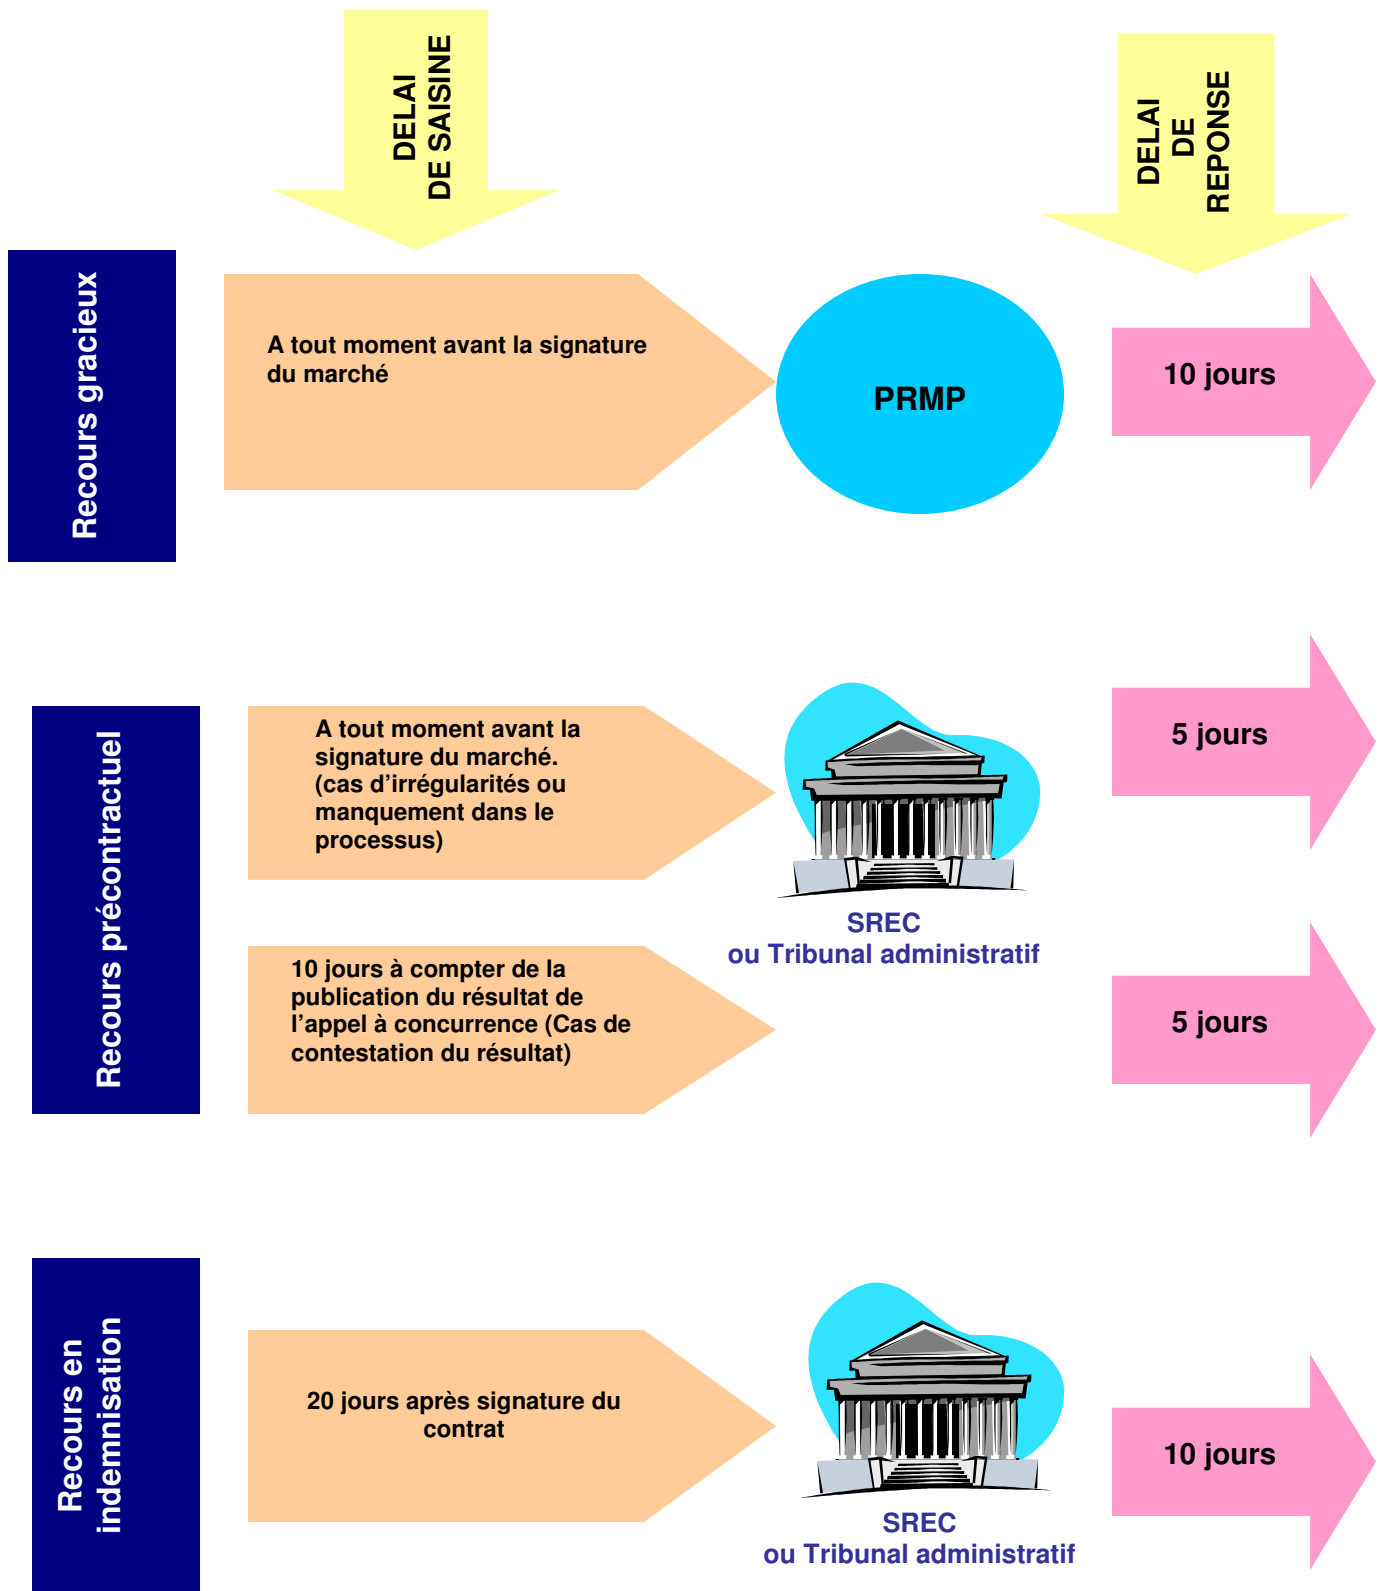 DELAI
DE SAISINE
DELAI
DE
REPONSE
Recours gracieux
A tout moment avant la signature
du marché
PRMP
10 jours
Recours précontractuel
A tout moment avant la
signature du marché.
(cas d’irrégularités ou
manquement dans le
processus)
SREC
ou Tribunal administratif
5 jours
10 jours à compter de la
publication du résultat de
l’appel à concurrence (Cas de
contestation du résultat)
5 jours
Recours en
indemnisation
20 jours après signature du
contrat
SREC
ou Tribunal administratif
10 jours